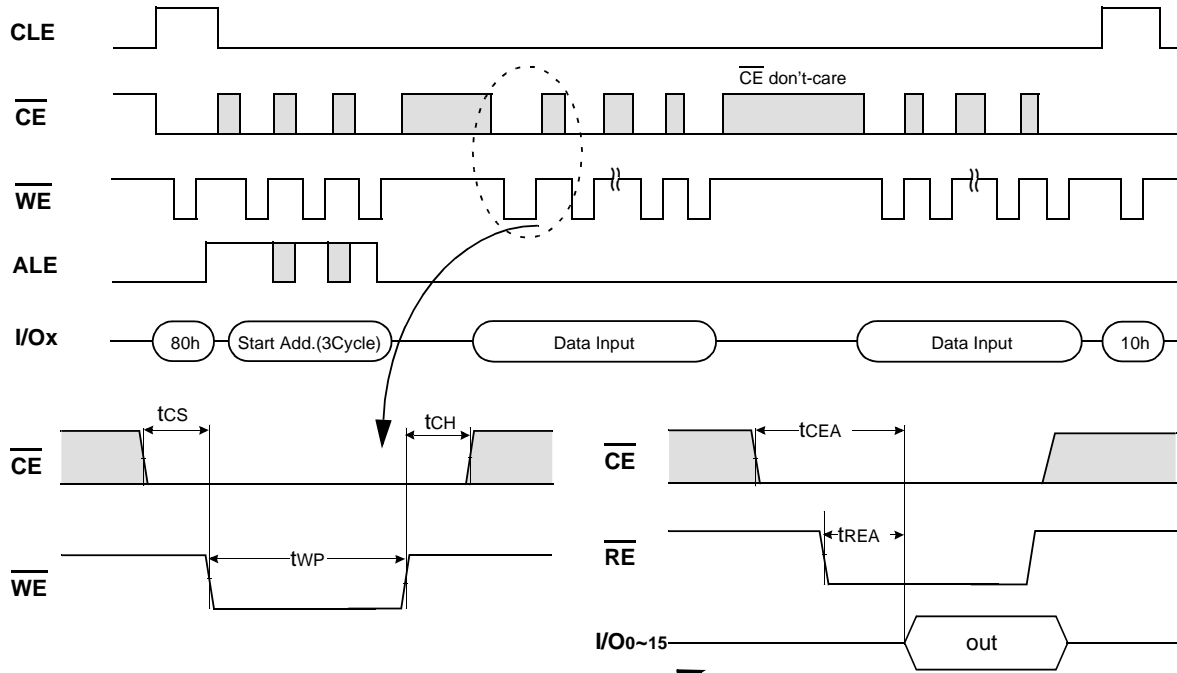 CLE
CE don't-care
CE
WE
ALE
I/Ox
80h
Start Add.(3Cycle)
Data Input
Data Input
10h
tCS
tCH
CE
tWP
WE
tCEA
CE
tREA
RE
I/O0~15
out